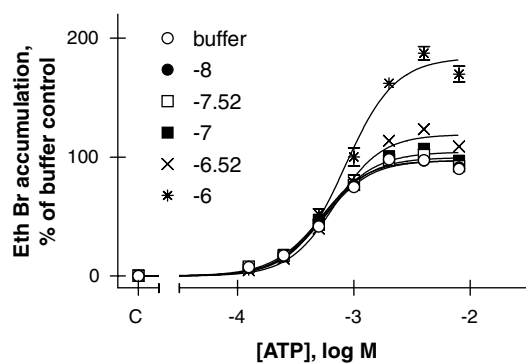 Eth Br accumulation,
% of buffer control
200
100
0
buffer
-8
-7.52
-7
-6.52
-6
C
-4
-3
-2
[ATP], log M